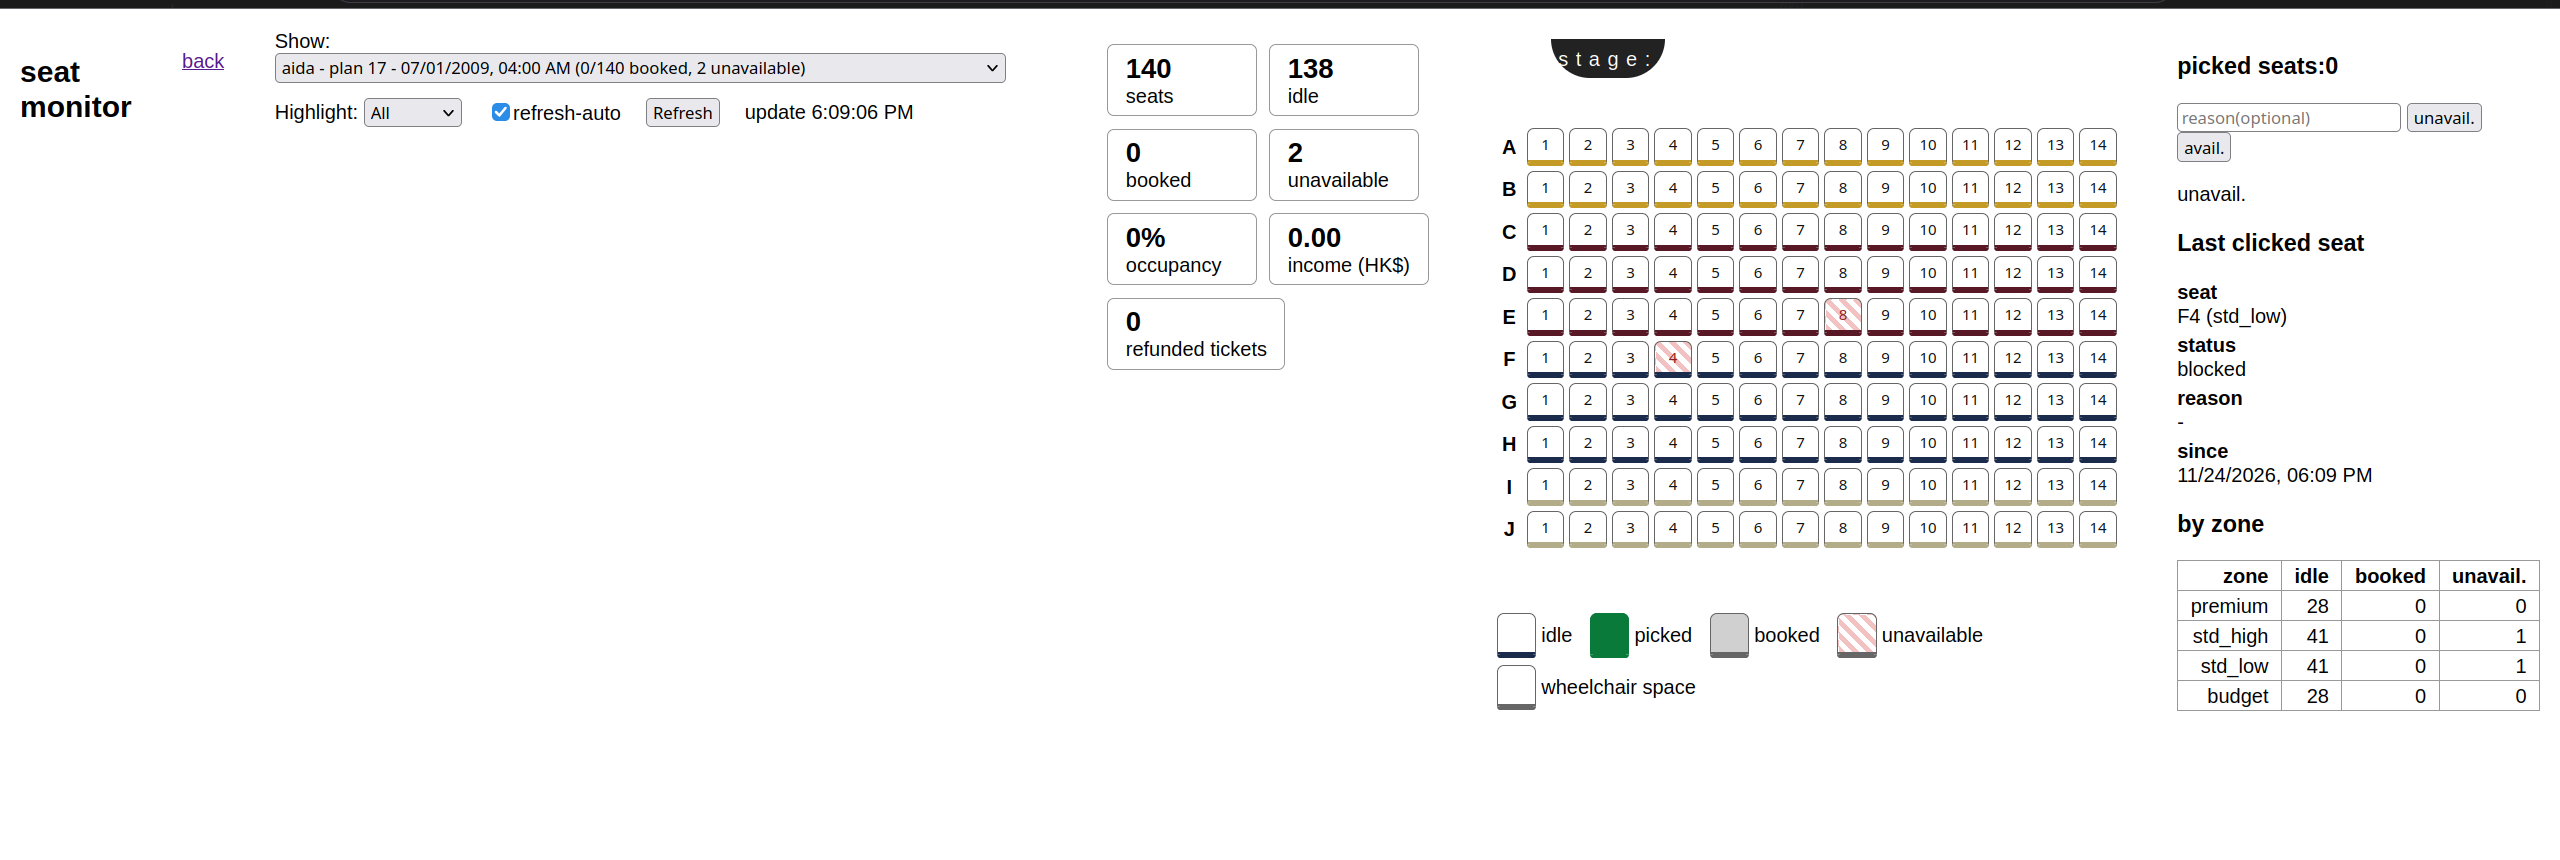 seat
monitor
back
Show:
aida - plan 17 - 07/01/2009, 04:00 AM (0/140 booked, 2 unavailable)
Highlight: All refresh-auto Refresh update 6:09:06 PM
140
seats
138
idle
0
booked
2
unavailable
0%
occupancy
0.00
income (HK$)
0
refunded tickets
stage:
A 1 2 3 4 5 6 7 8 9 10 11 12 13 14
B 1 2 3 4 5 6 7 8 9 10 11 12 13 14
C 1 2 3 4 5 6 7 8 9 10 11 12 13 14
D 1 2 3 4 5 6 7 8 9 10 11 12 13 14
E 1 2 3 4 5 6 7 8 9 10 11 12 13 14
F 1 2 3 4 5 6 7 8 9 10 11 12 13 14
G 1 2 3 4 5 6 7 8 9 10 11 12 13 14
H 1 2 3 4 5 6 7 8 9 10 11 12 13 14
I 1 2 3 4 5 6 7 8 9 10 11 12 13 14
J 1 2 3 4 5 6 7 8 9 10 11 12 13 14
idle picked booked unavailable
wheelchair space
picked seats:0
reason(optional) unavail.
avail.
unavail.
Last clicked seat
seat
F4 (std_low)
status
blocked
reason
-
since
11/24/2026, 06:09 PM
by zone
zone idle booked unavail.
premium 28 0 0
std_high 41 0 1
std_low 41 0 1
budget 28 0 0